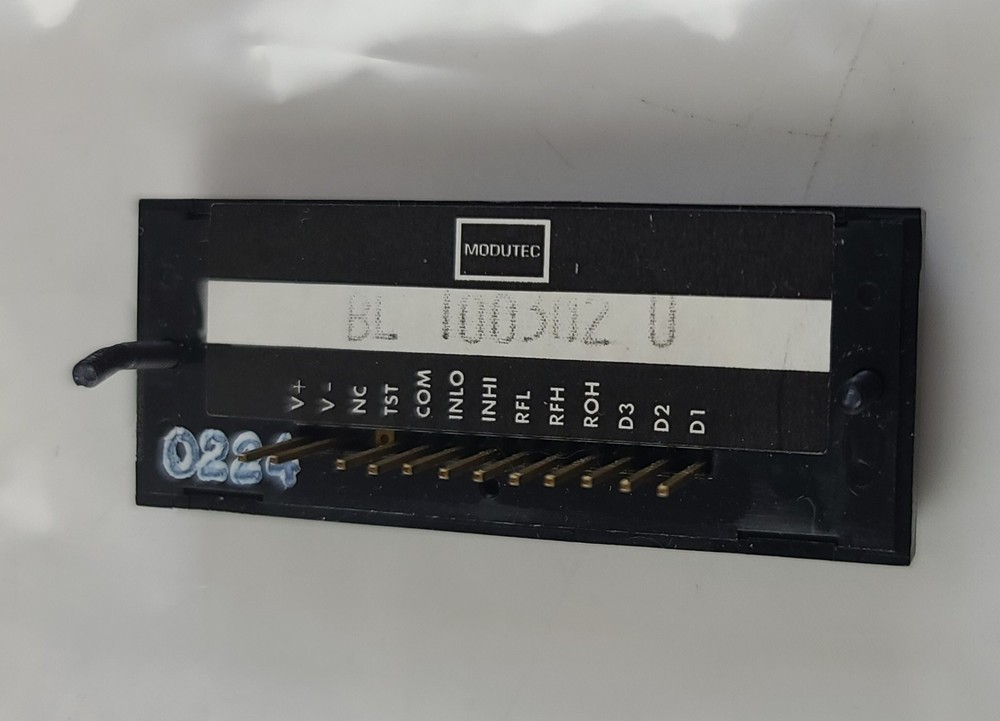 MODUTEC
BL 100302 U
V+ V- NC TST COM INLO INHI RFL RFH ROH D3 D2 D1
0224